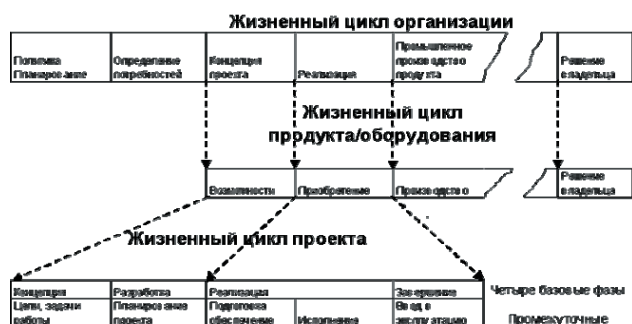 Жизненный цикл организации
Политика
Планирование
Определение
потребностей
Концепция
проекта
Реализация
Промышленное
производство
продукта
Решение
владельца
Жизненный цикл
продукта/оборудования
Возможности
Приобретение
Производство
Решение
владельца
Жизненный цикл проекта
Концепция
Разработка
Реализация
Завершение
Четыре базовые фазы
Цели, задачи
работы
Планирование
проекта
Подготовка
обеспечение
Исполнение
Ввод в
эксплуатацию
Промежуточные